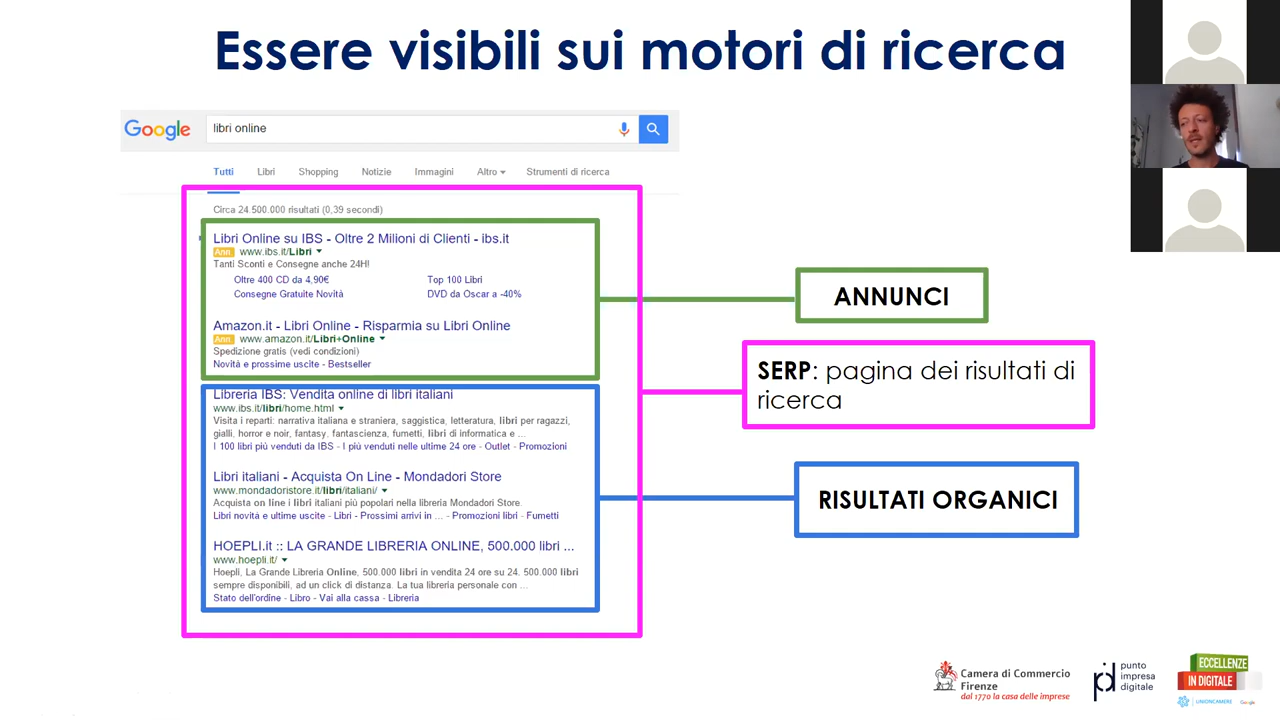 Essere visibili sui motori di ricerca
Google
libri online
Tutti Libri Shopping Notizie Immagini Altro Strumenti di ricerca
Circa 24.500.000 risultati (0,39 secondi)
Libri Online su IBS - Oltre 2 Milioni di Clienti - ibs.it
Ann. www.ibs.it/Libri
Tanti Sconti e Consegne anche 24H!
Oltre 400 CD da 4,90€ Top 100 Libri
Consegne Gratuite Novità DVD da Oscar a -40%
Amazon.it - Libri Online - Risparmia su Libri Online
Ann. www.amazon.it/Libri+Online
Spedizione gratis (vedi condizioni)
Novità e prossime uscite - Bestseller
Libreria IBS: Vendita online di libri italiani
www.ibs.it/libri/home.html
Visita i reparti: narrativa italiana e straniera, saggistica, letteratura, libri per ragazzi,
gialli, horror e noir, fantasy, fantascienza, fumetti, libri di informatica e ...
I 100 libri più venduti da IBS - I più venduti nelle ultime 24 ore - Outlet - Promozioni
Libri italiani - Acquista On Line - Mondadori Store
www.mondadoristore.it/libri/italiani/
Acquista on line i libri italiani più popolari nella libreria Mondadori Store.
Libri novità e ultime uscite - Libri - Prossimi arrivi in ... - Promozioni libri - Fumetti
HOEPLI.it :: LA GRANDE LIBRERIA ONLINE, 500.000 libri ...
www.hoepli.it/
Hoepli, La Grande Libreria Online, 500.000 libri in vendita 24 ore su 24. 500.000 libri
sempre disponibili, ad un click di distanza. La tua libreria personale con ...
Stato dell'ordine - Libro - Vai alla cassa - Libreria
ANNUNCI
SERP: pagina dei risultati di
ricerca
RISULTATI ORGANICI
Camera di Commercio
Firenze
dal 1770 la casa delle imprese
pid
punto
impresa
digitale
ECCELLENZE
IN DIGITALE
UNIONCAMERE Google